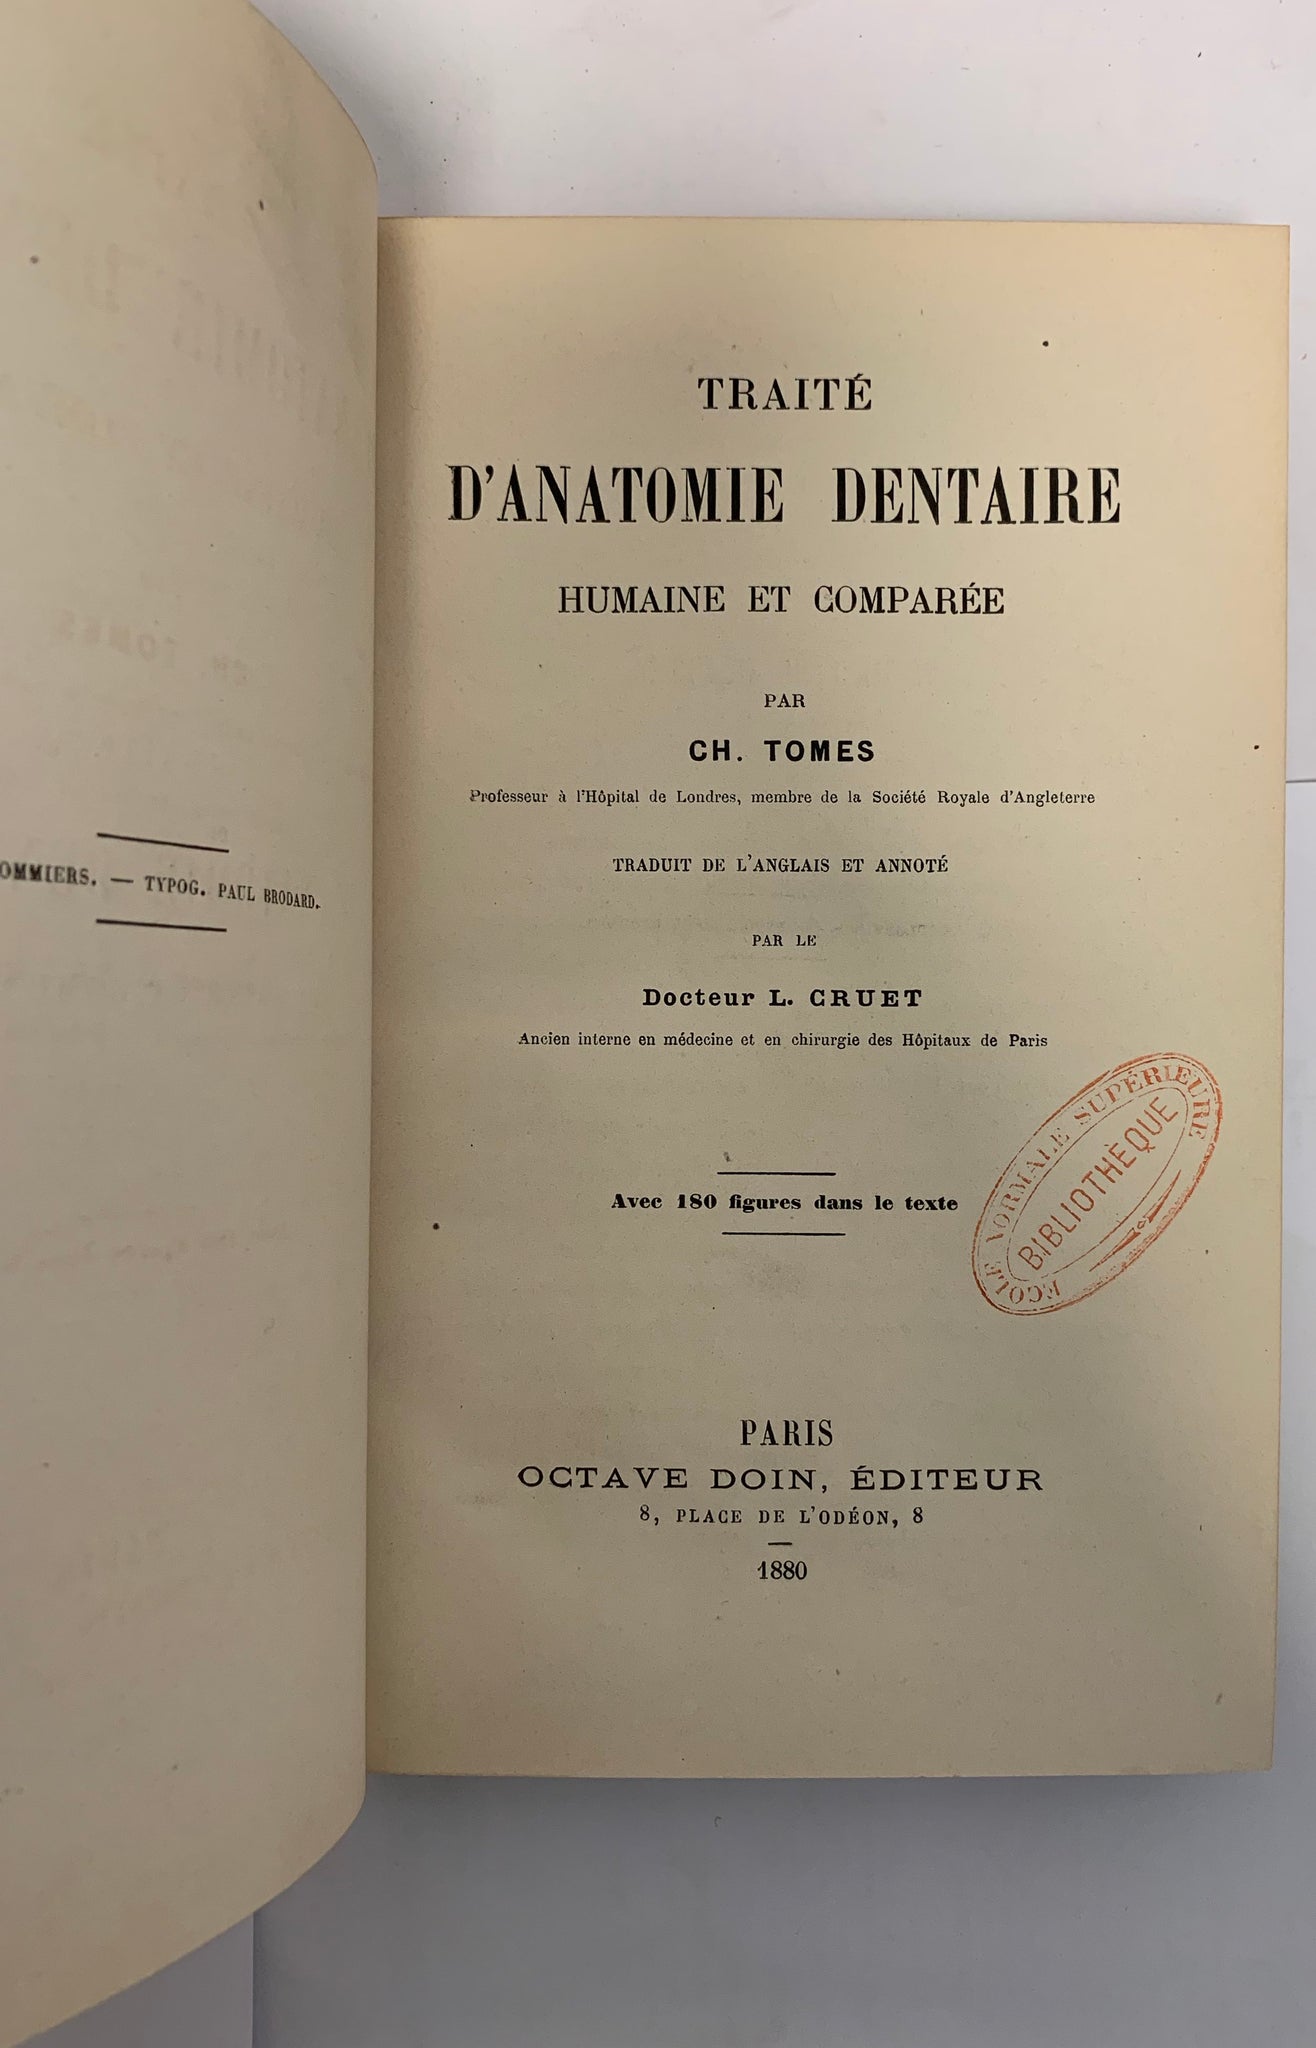 OMMIERS. — TYPOG. PAUL BRODARD.
TRAITÉ
D'ANATOMIE DENTAIRE
HUMAINE ET COMPARÉE
PAR
CH. TOMES
Professeur à l'Hôpital de Londres, membre de la Société Royale d'Angleterre
TRADUIT DE L'ANGLAIS ET ANNOTÉ
PAR LE
Docteur L. CRUET
Ancien interne en médecine et en chirurgie des Hôpitaux de Paris
Avec 180 figures dans le texte
ECOLE NORMALE SUPÉRIEURE
BIBLIOTHÈQUE
PARIS
OCTAVE DOIN, ÉDITEUR
8, PLACE DE L'ODÉON, 8
1880